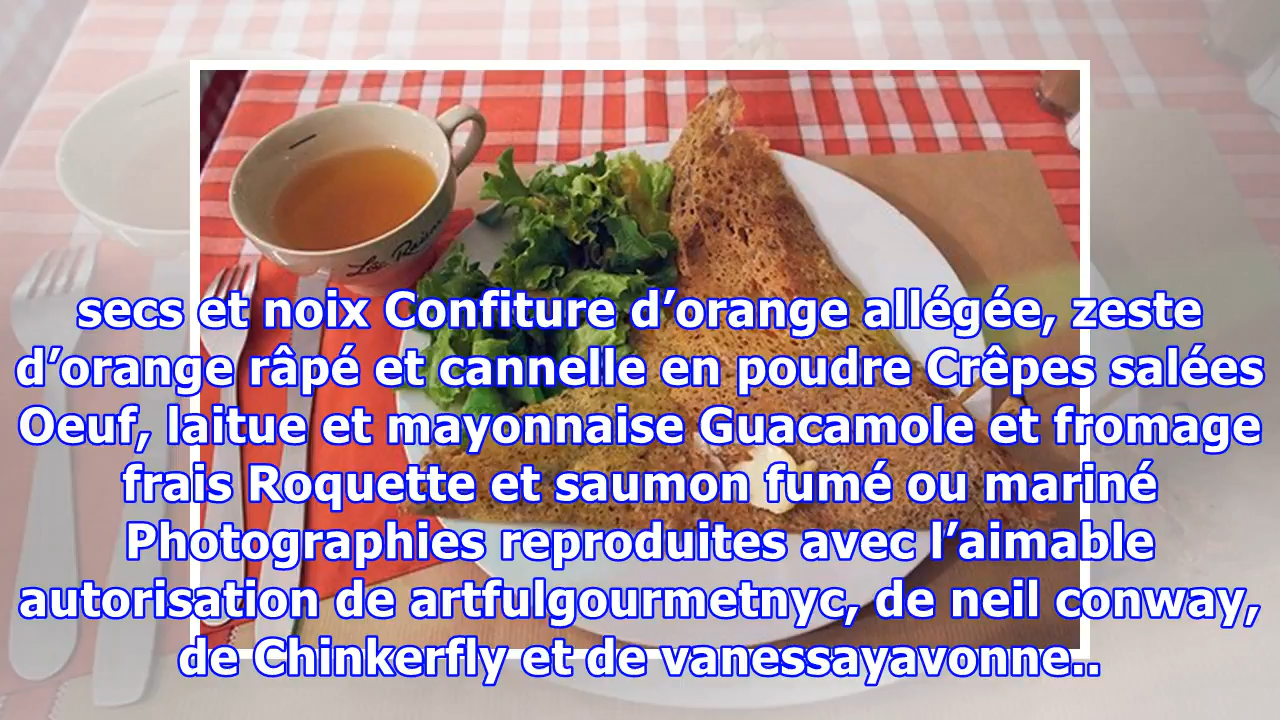 secs et noix Confiture d’orange allégée, zeste
d’orange râpé et cannelle en poudre Crêpes salées
Oeuf, laitue et mayonnaise Guacamole et fromage
frais Roquette et saumon fumé ou mariné
Photographies reproduites avec l’aimable
autorisation de artfulgourmetnyc, de neil conway,
de Chinkerfly et de vanessayavonne..